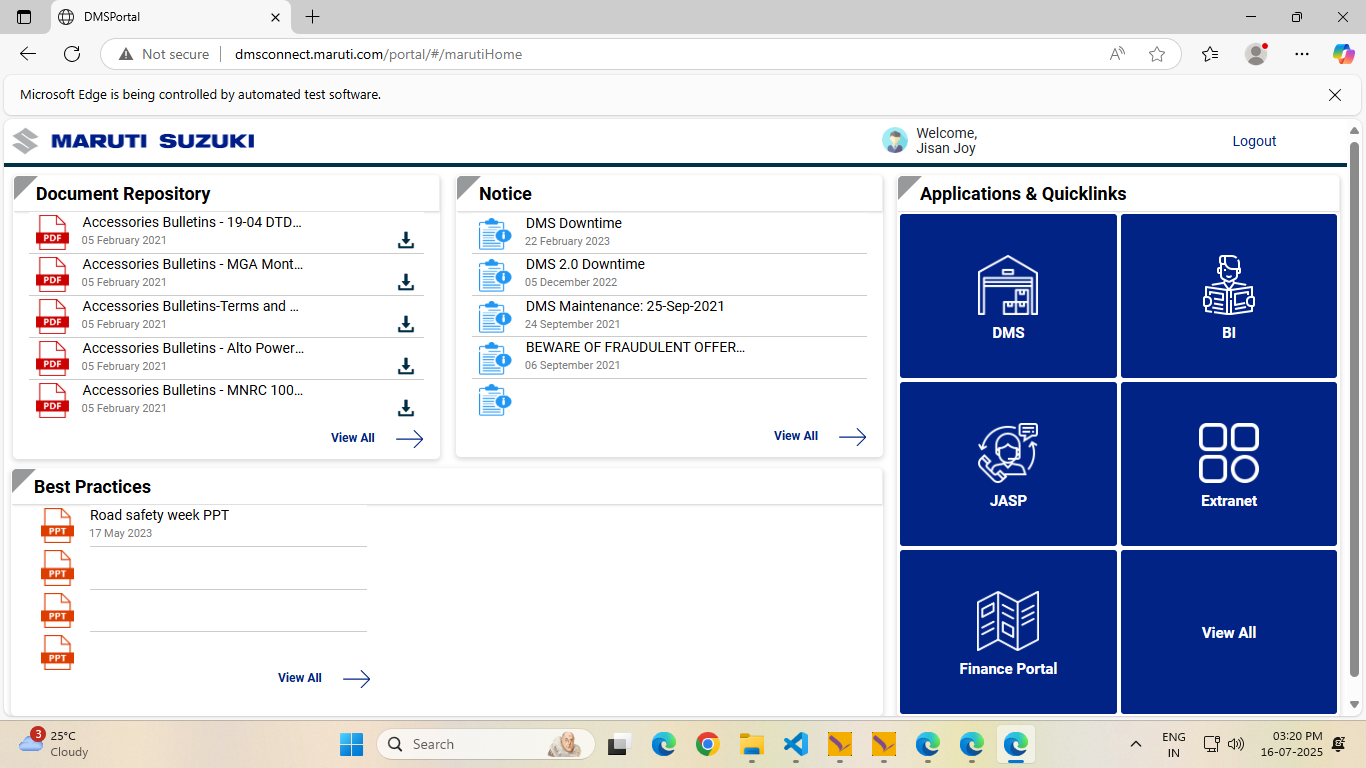 DMSPortal
Not secure
dmsconnect.maruti.com/portal/#/marutiHome
Microsoft Edge is being controlled by automated test software.
MARUTI SUZUKI
Welcome,
Jisan Joy
Logout
Document Repository
Accessories Bulletins - 19-04 DTD...
05 February 2021
Accessories Bulletins - MGA Mont...
05 February 2021
Accessories Bulletins-Terms and ...
05 February 2021
Accessories Bulletins - Alto Power...
05 February 2021
Accessories Bulletins - MNRC 100...
05 February 2021
PDF
PDF
PDF
PDF
PDF
View All
Notice
DMS Downtime
22 February 2023
DMS 2.0 Downtime
05 December 2022
DMS Maintenance: 25-Sep-2021
24 September 2021
BEWARE OF FRAUDULENT OFFER...
06 September 2021
View All
Best Practices
Road safety week PPT
17 May 2023
PPT
PPT
PPT
PPT
View All
Applications & Quicklinks
DMS
BI
JASP
Extranet
Finance Portal
View All
3
25°C
Cloudy
Search
ENG
IN
03:20 PM
16-07-2025